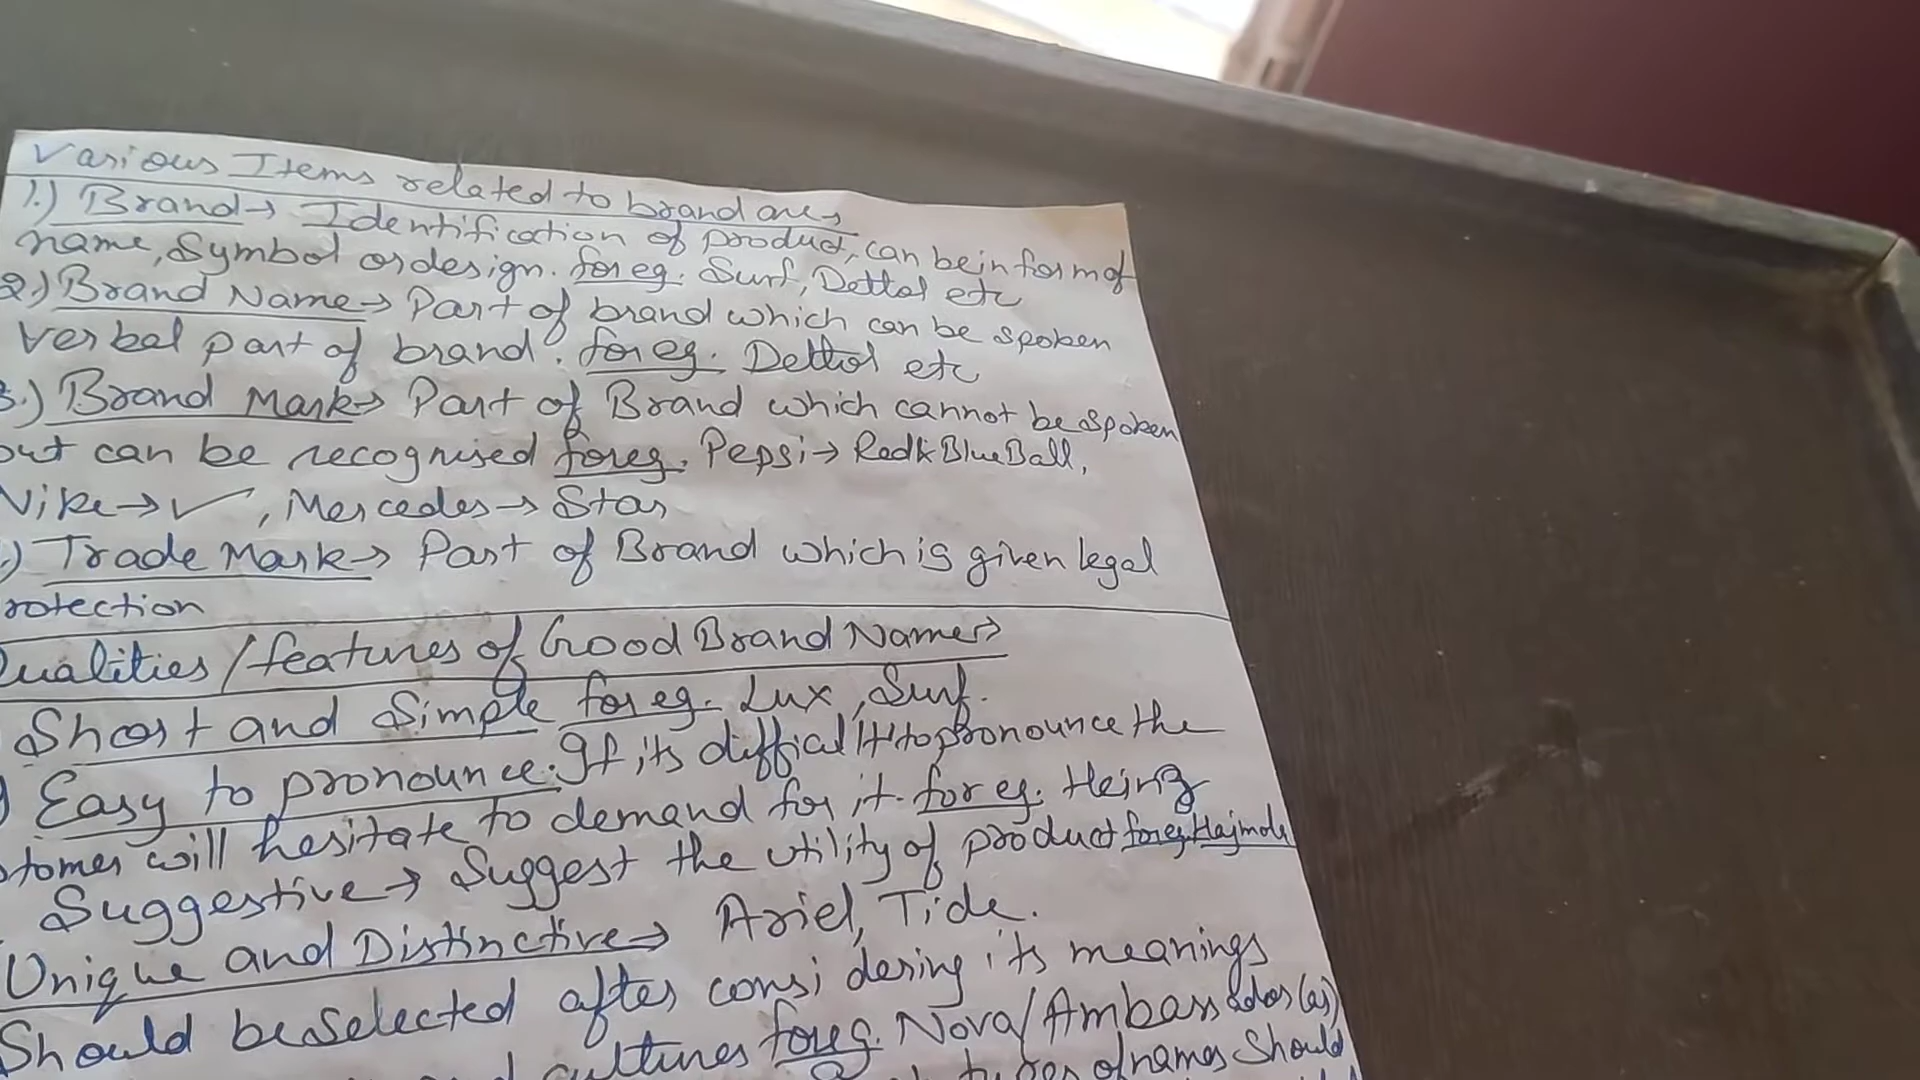 Various Items related to brand are→
1.) Brand→ Identification of product, can be in form of
name, Symbol or design. for eg. Surf, Dettol etc
2.) Brand Name→ Part of brand which can be spoken
Verbal part of brand. for eg. Dettol etc
3.) Brand Mark→ Part of Brand which cannot be spoken
but can be recognised for eg. Pepsi→ Red & Blue Ball,
Nike→ ✓, Mercedes→ Star
.) Trade Mark→ Part of Brand which is given legal
rotection
Qualities/features of Good Brand Name→
Short and Simple for eg. Lux, Surf.
Easy to pronounce. If its difficialt to pronounce the
stomer will hesitate to demand for it. for eg. Heinz
Suggestive→ Suggest the utility of product for eg. Hajmola
Unique and Distinctive→ Ariel, Tide.
Should be selected after considering its meanings
cultures for eg. Nova/Ambassador(as)
of names Should